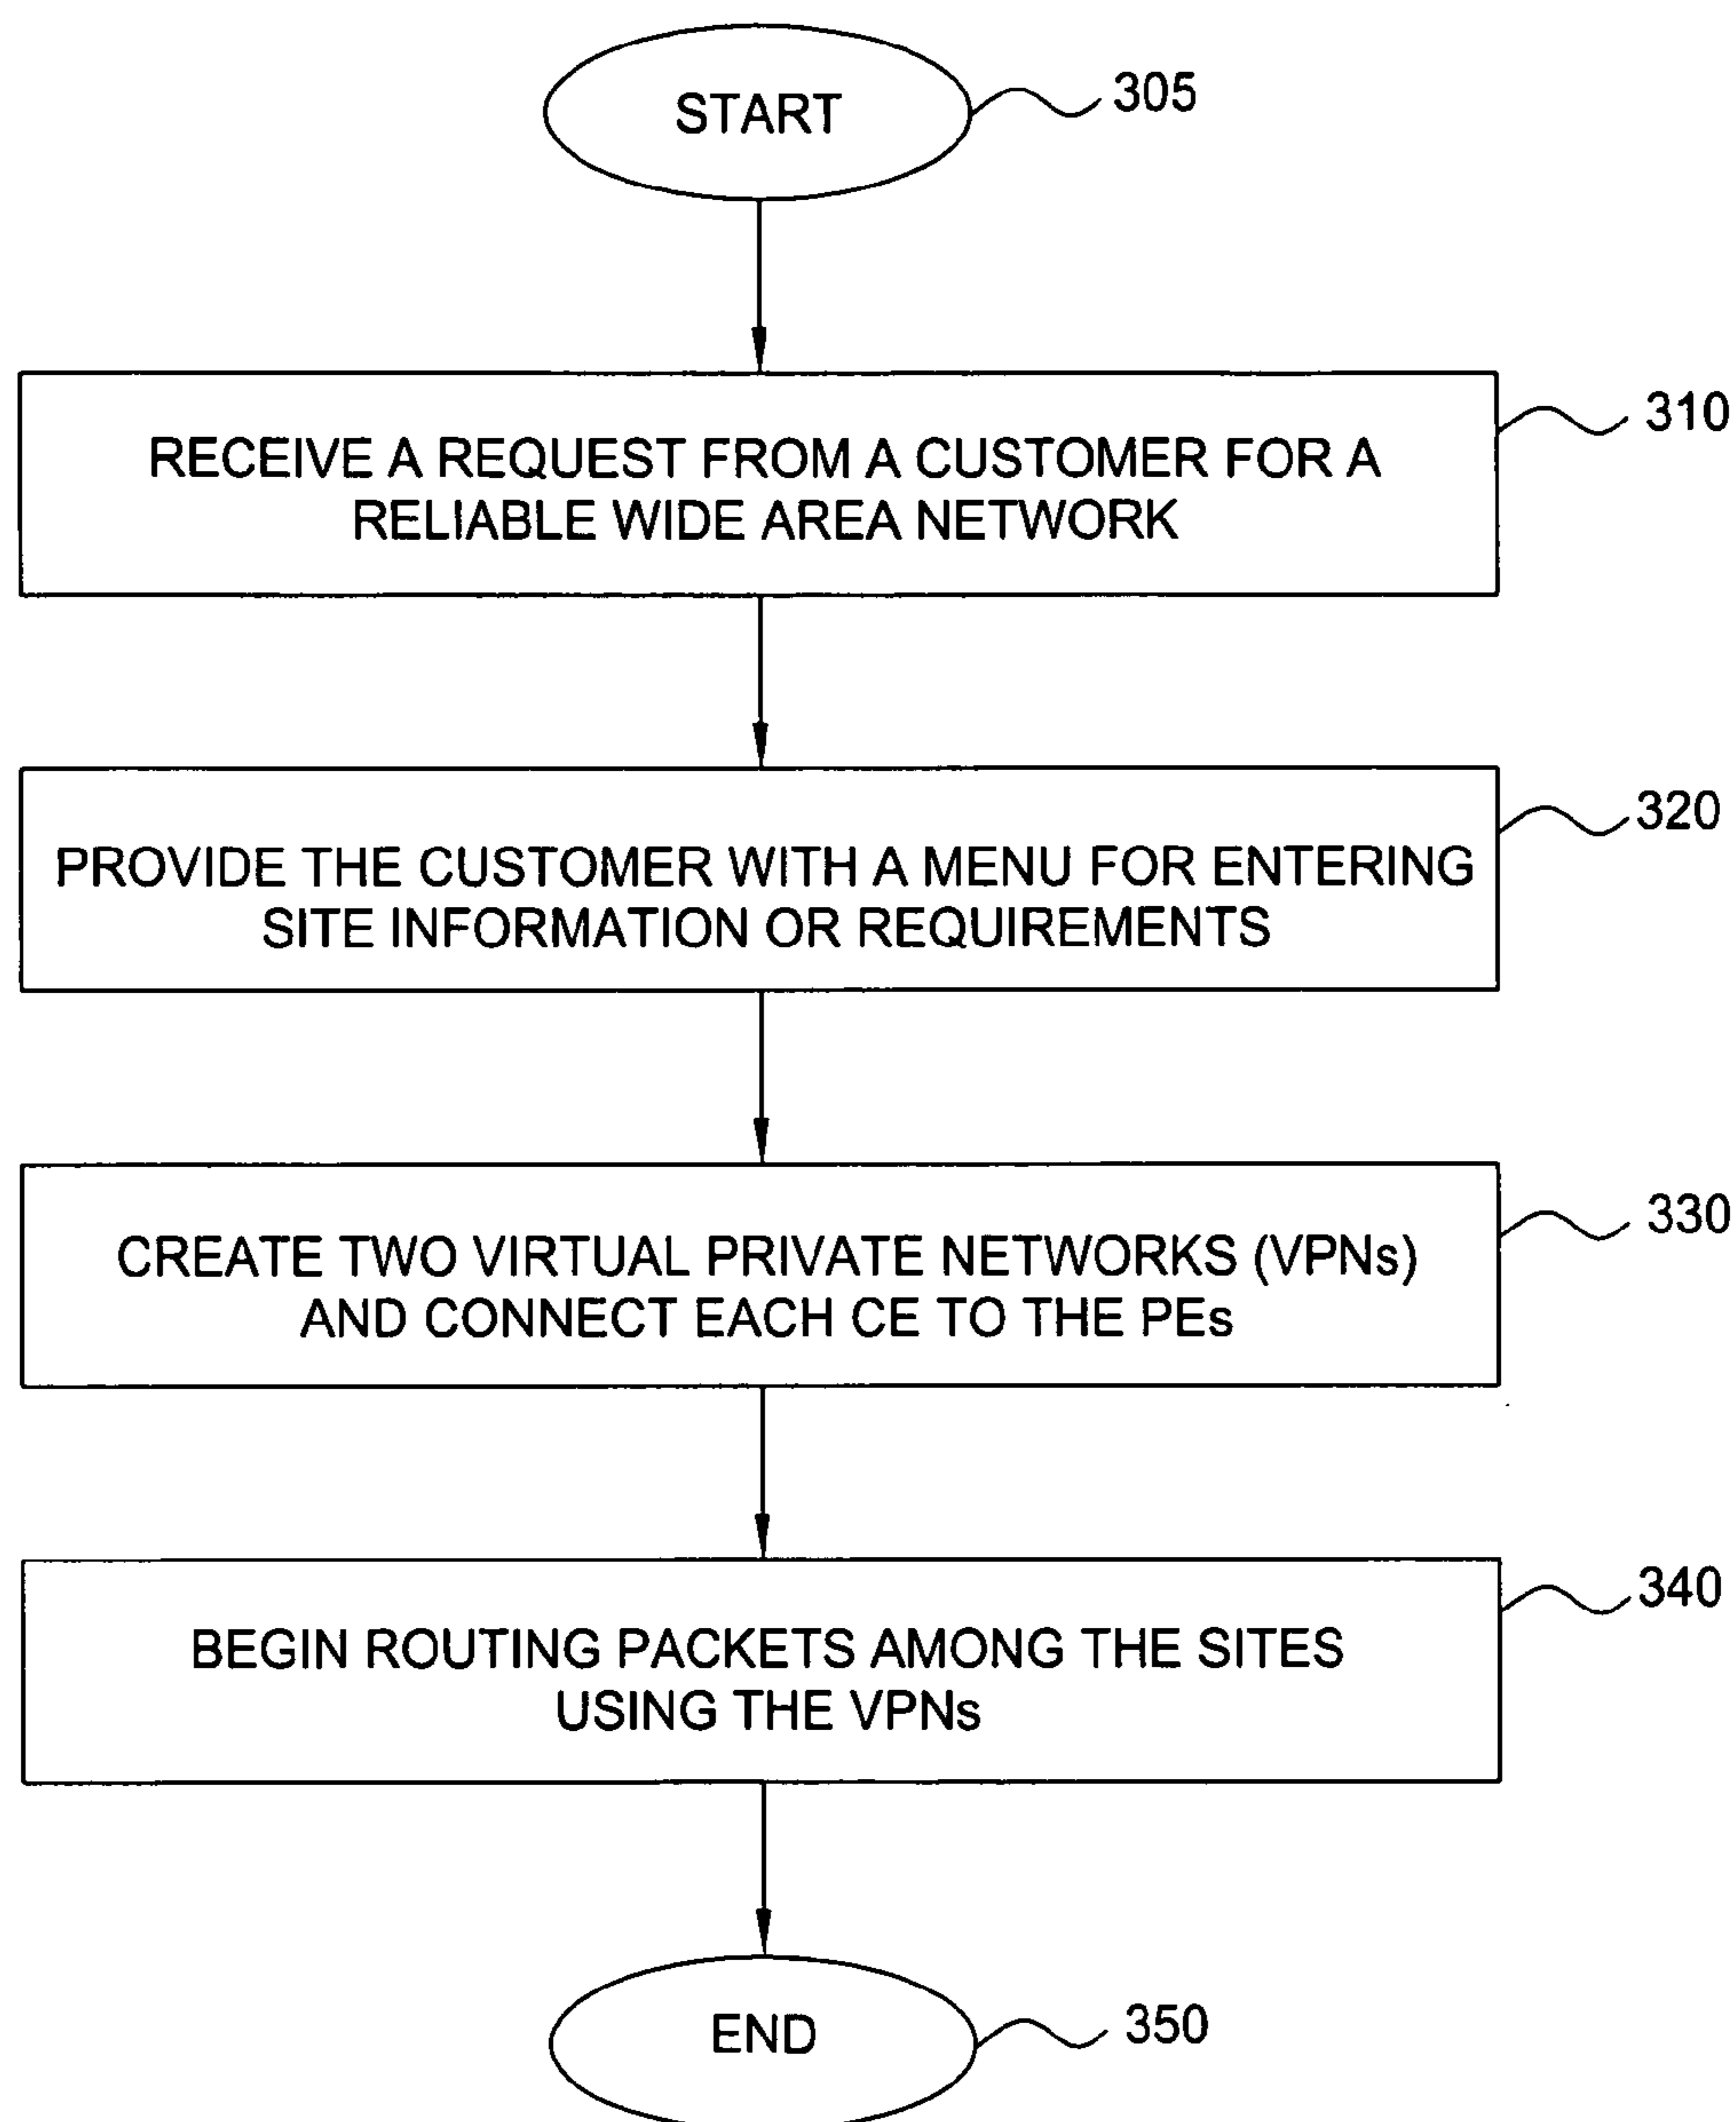 START
305
310
RECEIVE A REQUEST FROM A CUSTOMER FOR A
RELIABLE WIDE AREA NETWORK
320
PROVIDE THE CUSTOMER WITH A MENU FOR ENTERING
SITE INFORMATION OR REQUIREMENTS
330
CREATE TWO VIRTUAL PRIVATE NETWORKS (VPNs)
AND CONNECT EACH CE TO THE PEs
340
BEGIN ROUTING PACKETS AMONG THE SITES
USING THE VPNs
END
350